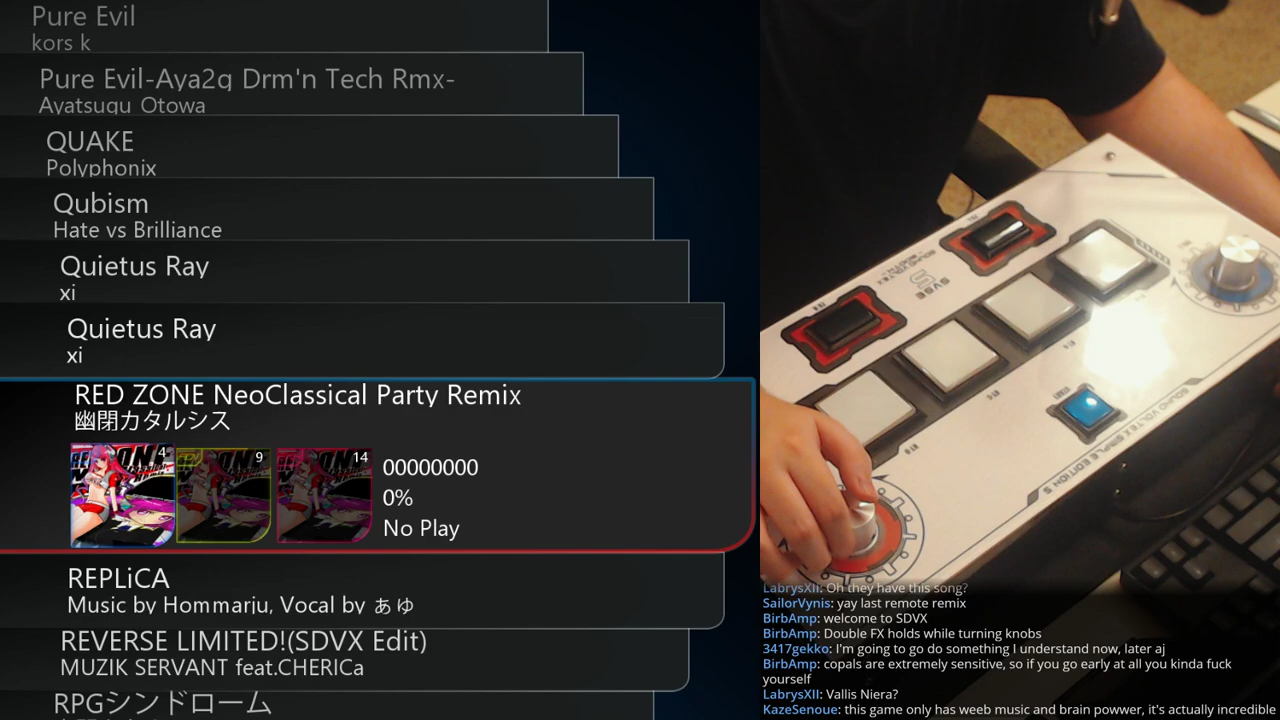 Pure Evil
kors k
Pure Evil-Aya2g Drm'n Tech Rmx-
Ayatsugu Otowa
QUAKE
Polyphonix
Qubism
Hate vs Brilliance
Quietus Ray
xi
Quietus Ray
xi
RED ZONE NeoClassical Party Remix
幽閉カタルシス
4
9
14
00000000
0%
No Play
REPLiCA
Music by Hommarju, Vocal by あゆ
REVERSE LIMITED!(SDVX Edit)
MUZIK SERVANT feat.CHERICa
RPGシンドローム
SVSE
START
SOUND VOLTEX SIMPLE EDITION S
LabrysXII: Oh they have this song?
SailorVynis: yay last remote remix
BirbAmp: welcome to SDVX
BirbAmp: Double FX holds while turning knobs
3417gekko: I'm going to go do something I understand now, later aj
BirbAmp: copals are extremely sensitive, so if you go early at all you kinda fuck
yourself
LabrysXII: Vallis Niera?
KazeSenoue: this game only has weeb music and brain powwer, it's actually incredible